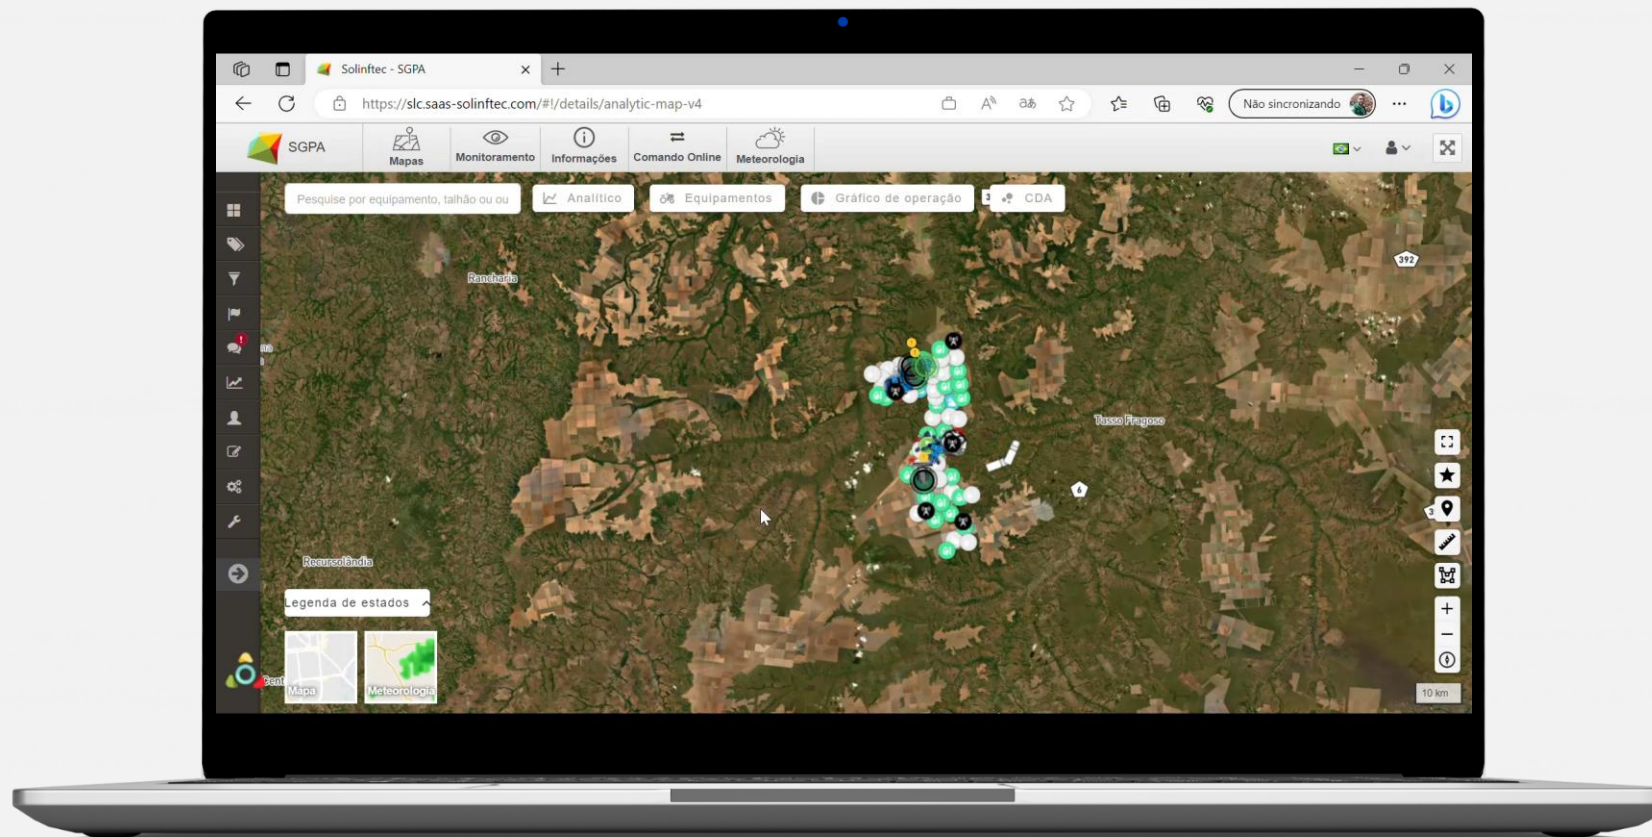 Solinftec - SGPA
https://slc.saas-solinftec.com/#!/details/analytic-map-v4
Não sincronizando
SGPA
Mapas
Monitoramento
Informações
Comando Online
Meteorologia
Pesquise por equipamento, talhão ou ou
Analítico
Equipamentos
Gráfico de operação
CDA
392
Rancharia
Tasso Fragoso
6
Recursolândia
Legenda de estados
Mapa
Meteorologia
10 km